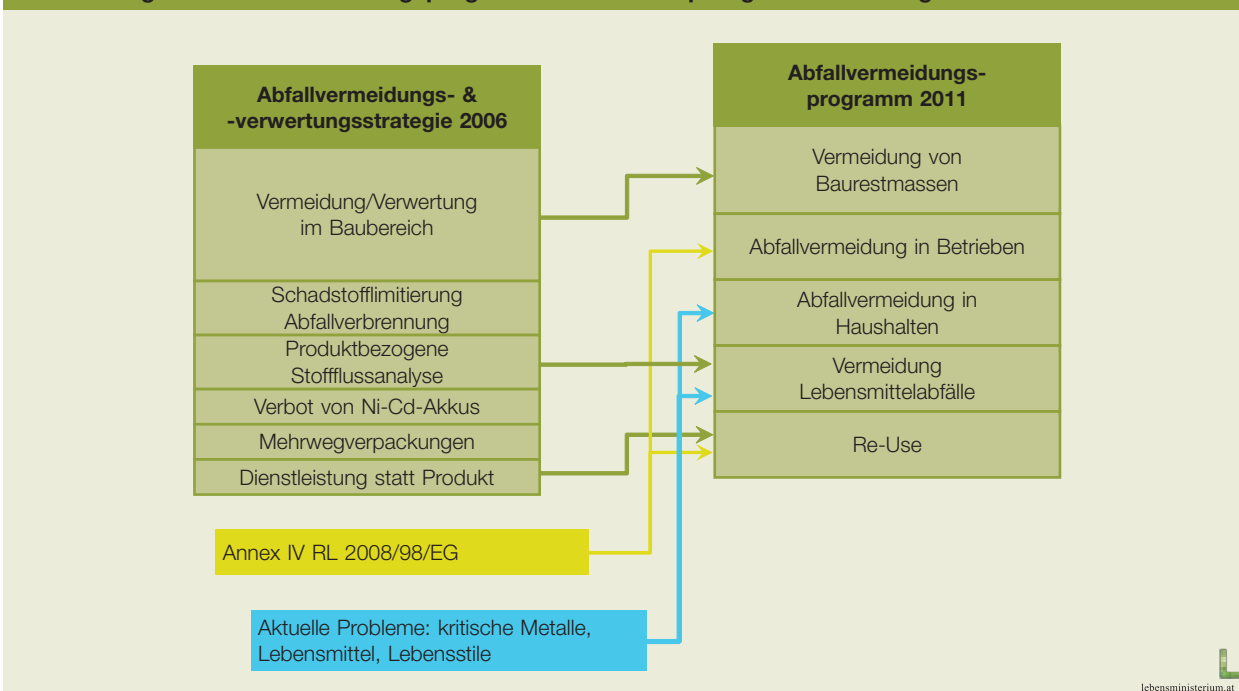 Abfallvermeidungs- &
-verwertungsstrategie 2006
Vermeidung/Verwertung
im Baubereich
Schadstofflimitierung
Abfallverbrennung
Produktbezogene
Stoffflussanalyse
Verbot von Ni-Cd-Akkus
Mehrwegverpackungen
Dienstleistung statt Produkt
Abfallvermeidungs-
programm 2011
Vermeidung von
Baurestmassen
Abfallvermeidung in Betrieben
Abfallvermeidung in
Haushalten
Vermeidung
Lebensmittelabfälle
Re-Use
Annex IV RL 2008/98/EG
Aktuelle Probleme: kritische Metalle,
Lebensmittel, Lebensstile
lebensministerium.at